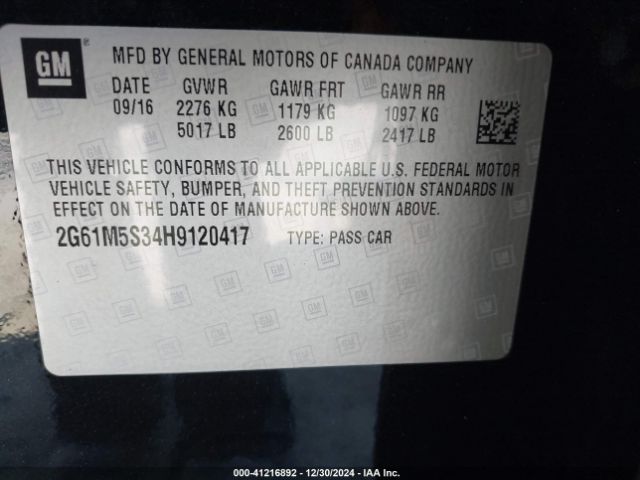 GM
MFD BY GENERAL MOTORS OF CANADA COMPANY
DATE GVWR GAWR FRT GAWR RR
09/16 2276 KG 1179 KG 1097 KG
5017 LB 2600 LB 2417 LB
THIS VEHICLE CONFORMS TO ALL APPLICABLE U.S. FEDERAL MOTOR
VEHICLE SAFETY, BUMPER, AND THEFT PREVENTION STANDARDS IN
EFFECT ON THE DATE OF MANUFACTURE SHOWN ABOVE.
2G61M5S34H9120417 TYPE: PASS CAR
00-41216892 - 12/30/2024 - IAA Inc.